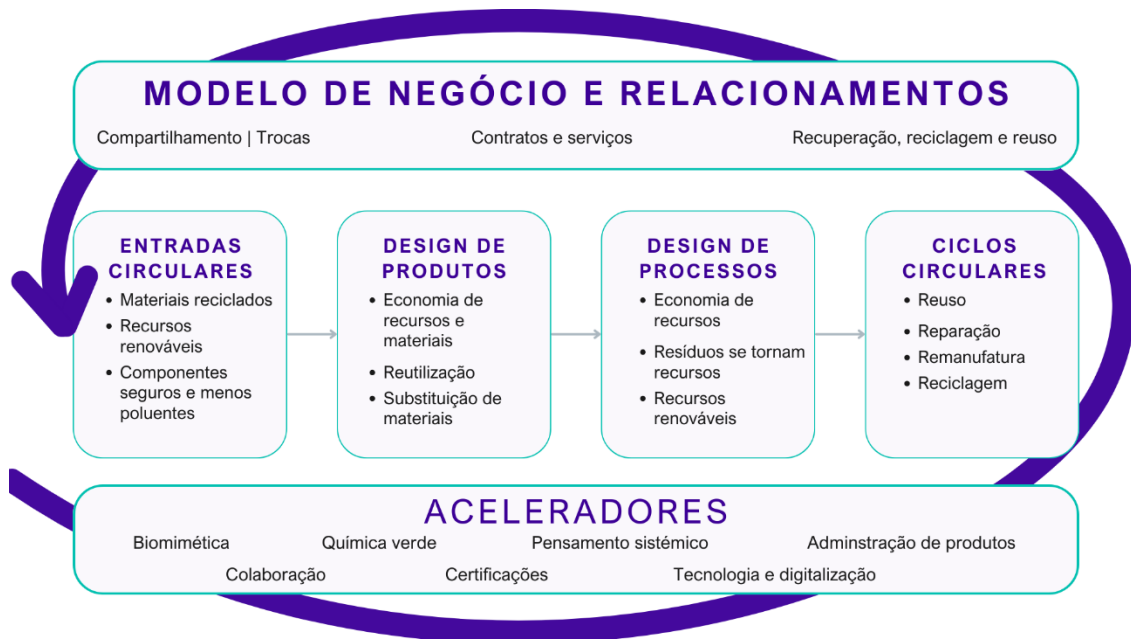 MODELO DE NEGÓCIO E RELACIONAMENTOS
Compartilhamento | Trocas
Contratos e serviços
Recuperação, reciclagem e reuso
ENTRADAS
CIRCULARES
• Materiais reciclados
• Recursos
renováveis
• Componentes
seguros e menos
poluentes
DESIGN DE
PRODUTOS
• Economia de
recursos e
materiais
• Reutilização
• Substituição de
materiais
DESIGN DE
PROCESSOS
• Economia de
recursos
• Resíduos se tornam
recursos
• Recursos
renováveis
CICLOS
CIRCULARES
• Reuso
• Reparação
• Remanufatura
• Reciclagem
ACELERADORES
Biomimética
Química verde
Pensamento sistémico
Adminstração de produtos
Colaboração
Certificações
Tecnologia e digitalização